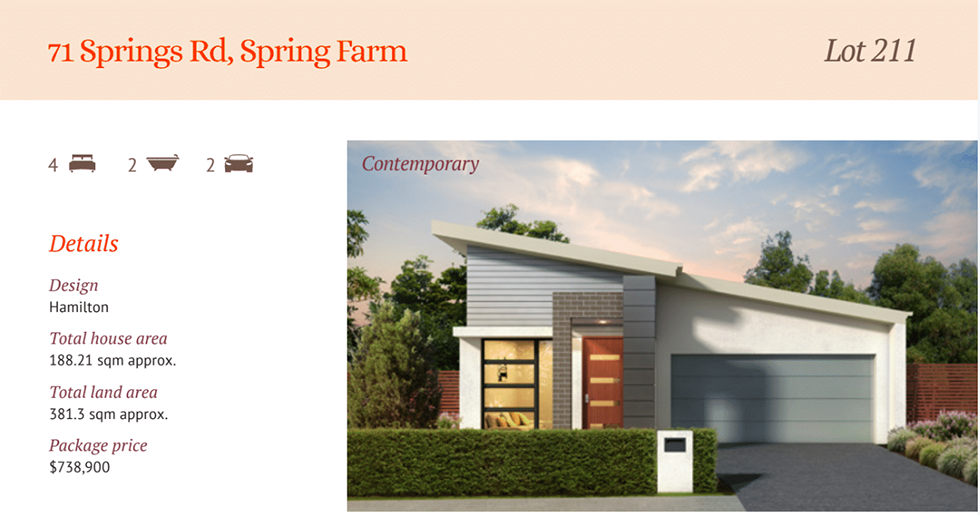 71 Springs Rd, Spring Farm
Lot 211
4 2 2
Contemporary
Details
Design
Hamilton
Total house area
188.21 sqm approx.
Total land area
381.3 sqm approx.
Package price
$738,900